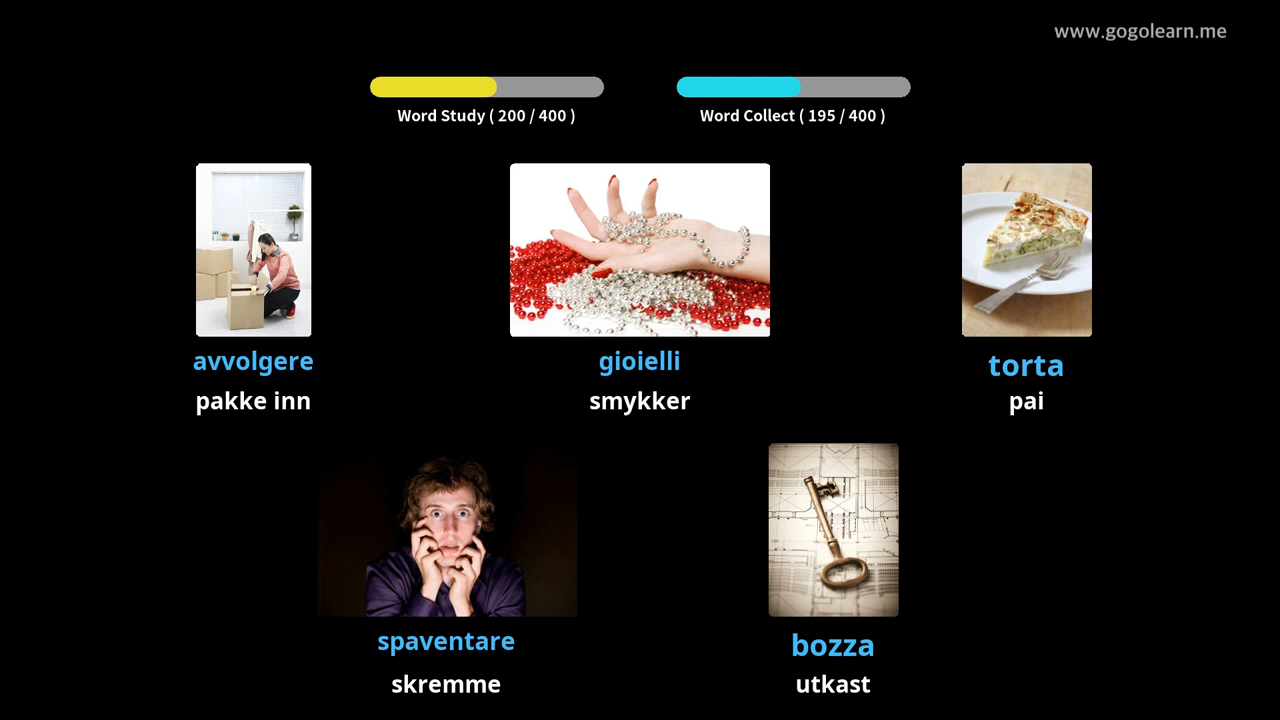 www.gogolearn.me
Word Study ( 200 / 400 )
Word Collect ( 195 / 400 )
avvolgere
pakke inn
gioielli
smykker
torta
pai
spaventare
skremme
bozza
utkast